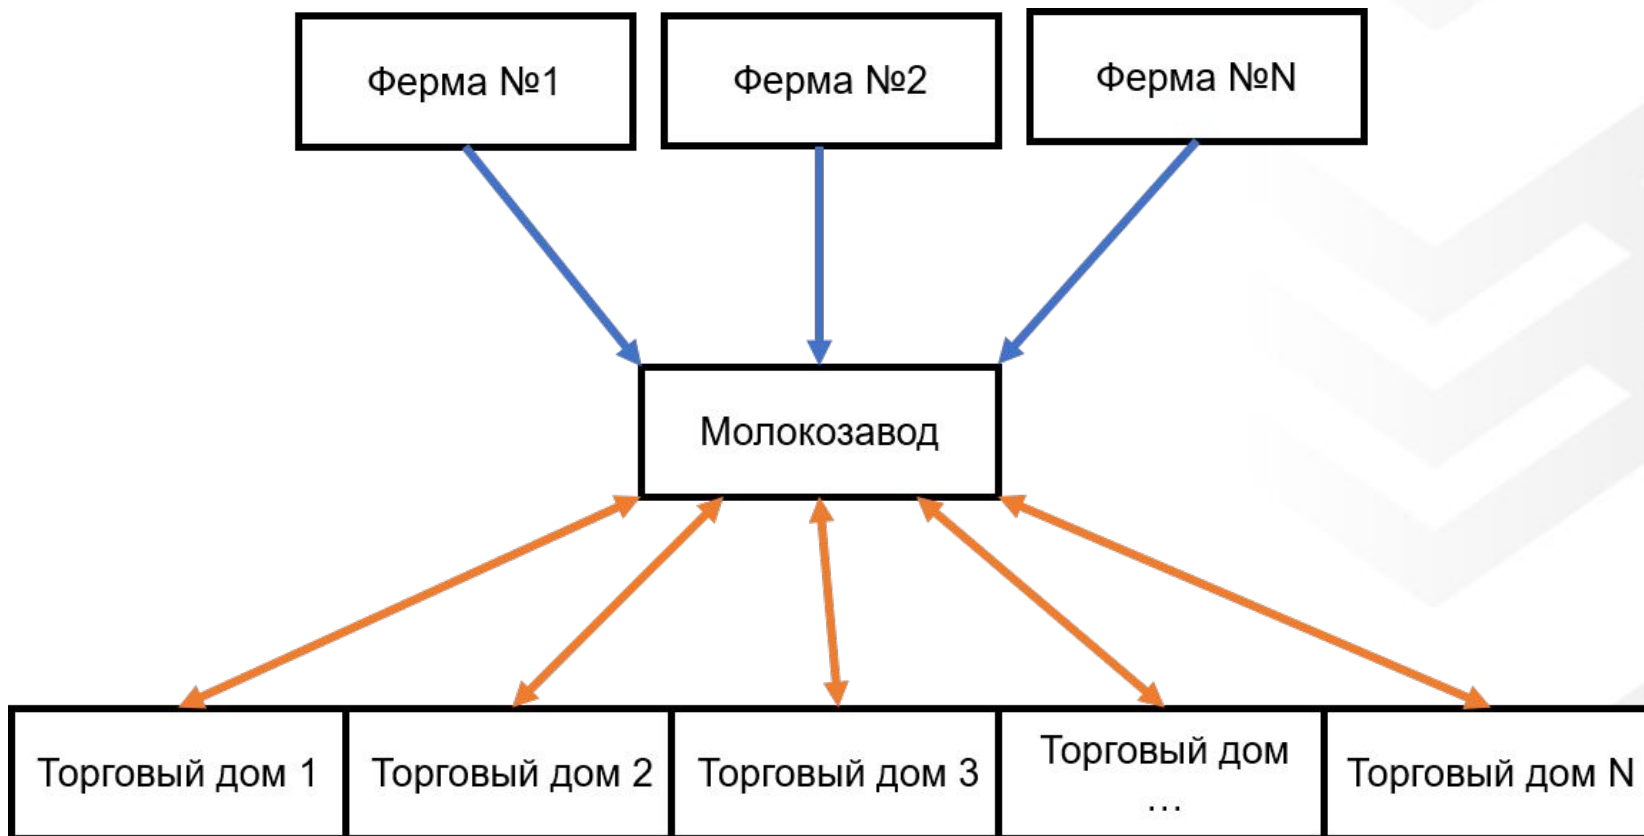 Ферма №1
Ферма №2
Ферма №N
Молокозавод
Торговый дом 1
Торговый дом 2
Торговый дом 3
Торговый дом
...
Торговый дом N